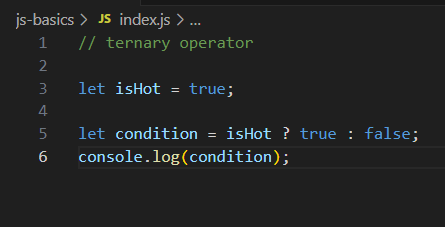 js-basics > JS index.js > ...
1 // ternary operator
2
3 let isHot = true;
4
5 let condition = isHot ? true : false;
6 console.log(condition);